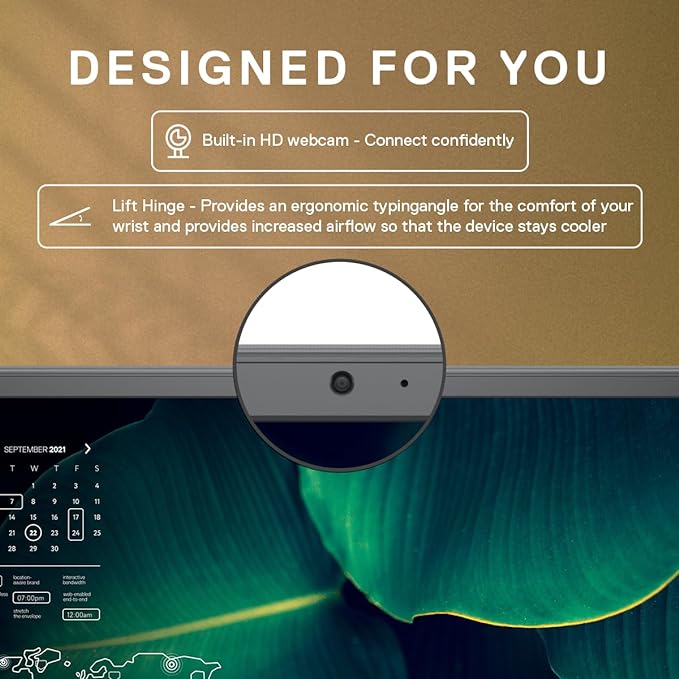 DESIGNED FOR YOU
Built-in HD webcam - Connect confidently
Lift Hinge - Provides an ergonomic typingangle for the comfort of your
wrist and provides increased airflow so that the device stays cooler
SEPTEMBER 2021
T W T F S
1 2 3 4
7 8 9 10 11
14 15 16 17 18
21 22 23 24 25
28 29 30
location-
aware brand
interactive
bandwidth
07:00pm
web-enabled
end-to-end
stretch
the envelope
12:00am